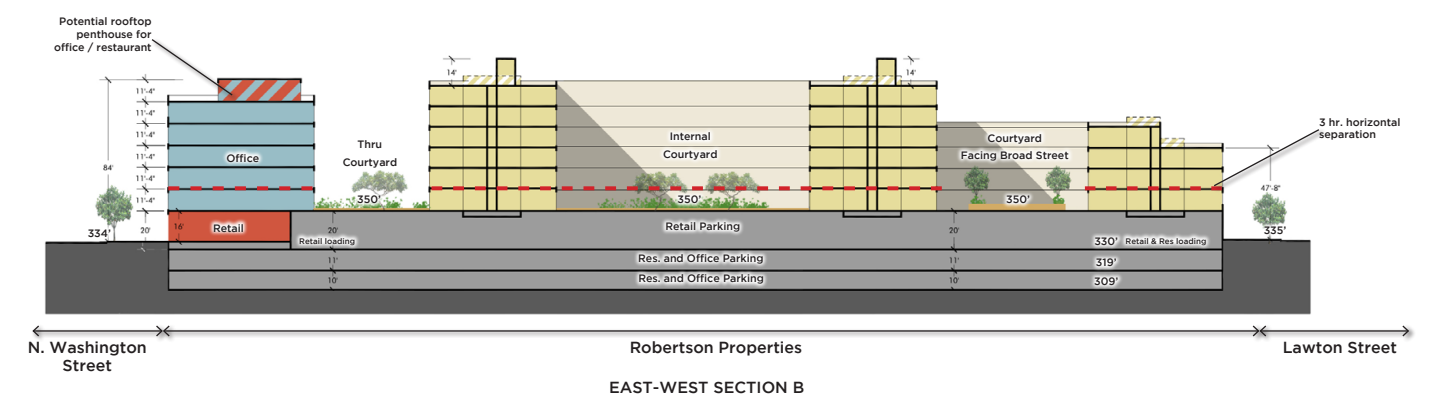 Potential rooftop
penthouse for
office / restaurant
14'
14'
11'-4"
11'-4"
11'-4"
11'-4"
11'-4"
11'-4"
84'
20'
16'
334'
Office
Retail
Retail loading
Thru
Courtyard
350'
Internal
Courtyard
350'
Courtyard
Facing Broad Street
350'
3 hr. horizontal
separation
47'-8"
335'
20'
Retail Parking
20'
330'
Retail & Res loading
11'
Res. and Office Parking
11'
319'
10'
Res. and Office Parking
10'
309'
N. Washington
Street
Robertson Properties
Lawton Street
EAST-WEST SECTION B